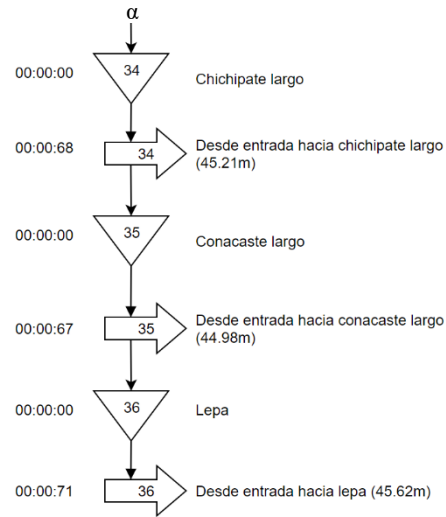 α
00:00:00 34 Chichipate largo
00:00:68 34 Desde entrada hacia chichipate largo
(45.21m)
00:00:00 35 Conacaste largo
00:00:67 35 Desde entrada hacia conacaste largo
(44.98m)
00:00:00 36 Lepa
00:00:71 36 Desde entrada hacia lepa (45.62m)